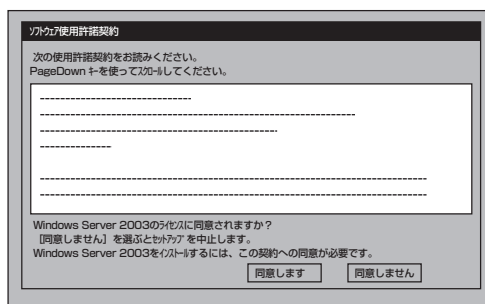 ソフトウェア使用許諾契約
次の使用許諾契約をお読みください。
PageDown キーを使ってスクロールしてください。
Windows Server 2003のライセンスに同意されますか？
［同意しません］を選ぶとセットアップを中止します。
Windows Server 2003をインストールするには、この契約への同意が必要です。
同意します 同意しません